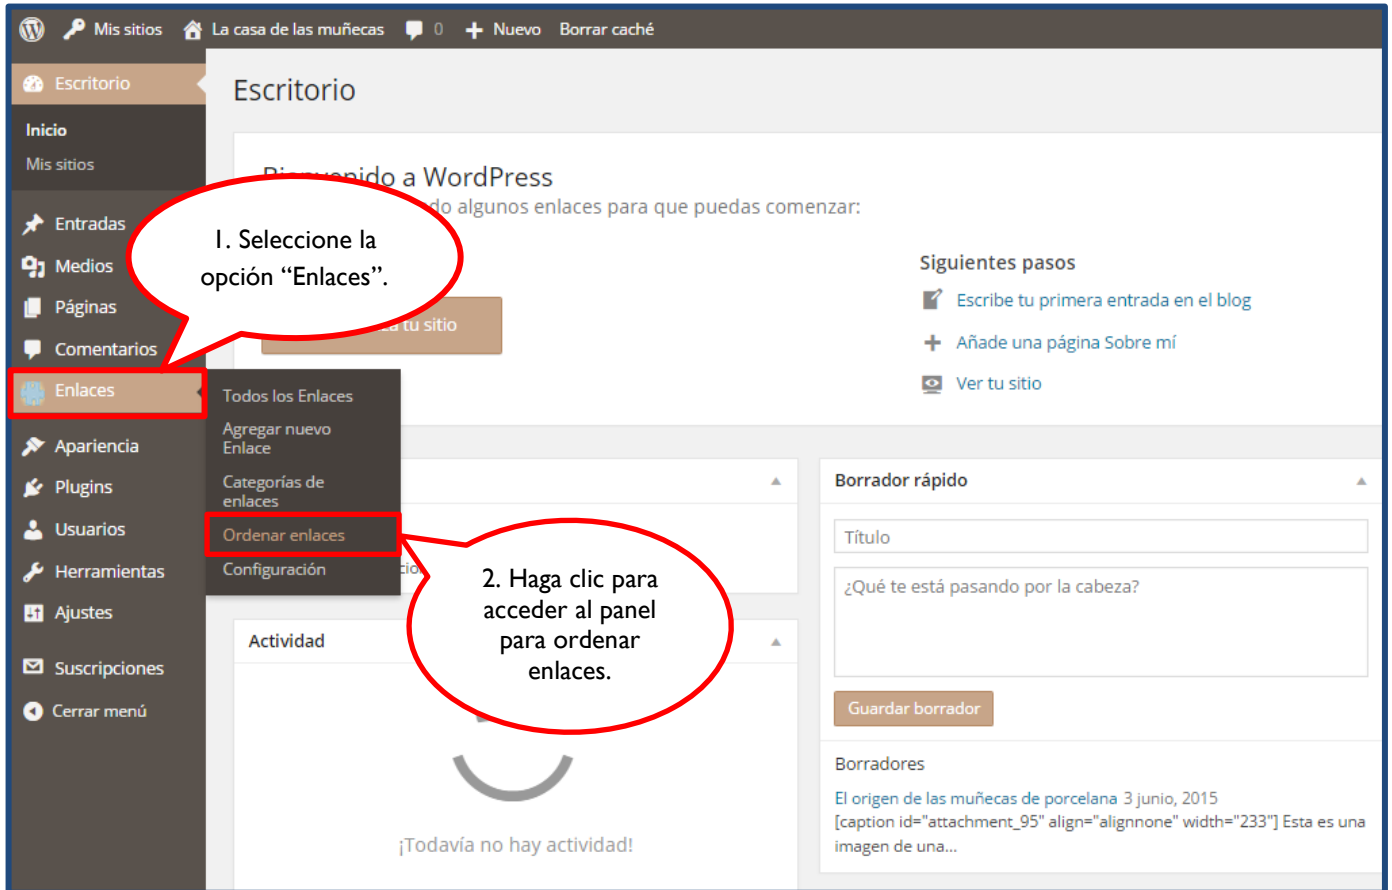 Mis sitios La casa de las muñecas 0 Nuevo Borrar caché
Escritorio
Inicio
Mis sitios
Entradas
Medios
Páginas
Comentarios
Enlaces
Apariencia
Plugins
Usuarios
Herramientas
Ajustes
Suscripciones
Cerrar menú
Todos los Enlaces
Agregar nuevo
Enlace
Categorías de
enlaces
Ordenar enlaces
Configuración
1. Seleccione la
opción “Enlaces”.
2. Haga clic para
acceder al panel
para ordenar
enlaces.
Escritorio
a WordPress
algunos enlaces para que puedas comenzar:
tu sitio
Siguientes pasos
Escribe tu primera entrada en el blog
Añade una página Sobre mí
Ver tu sitio
Actividad
¡Todavía no hay actividad!
Borrador rápido
Título
¿Qué te está pasando por la cabeza?
Guardar borrador
Borradores
El origen de las muñecas de porcelana 3 junio, 2015
[caption id="attachment_95" align="alignnone" width="233"] Esta es una
imagen de una...